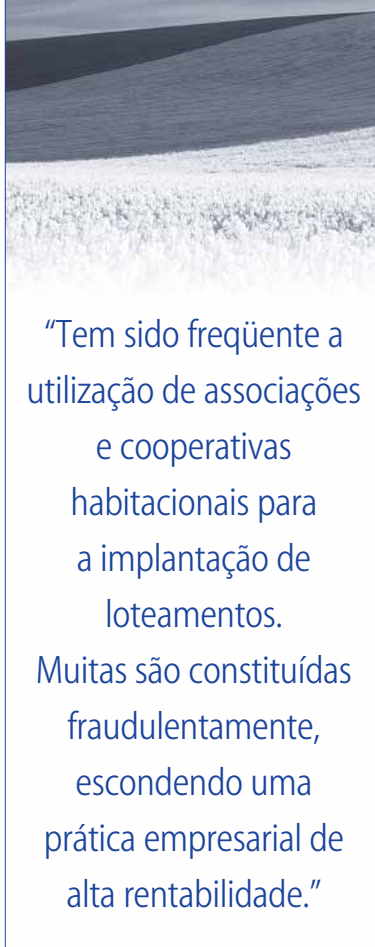 “Tem sido freqüente a
utilização de associações
e cooperativas
habitacionais para
a implantação de
loteamentos.
Muitas são constituídas
fraudulentamente,
escondendo uma
prática empresarial de
alta rentabilidade.”